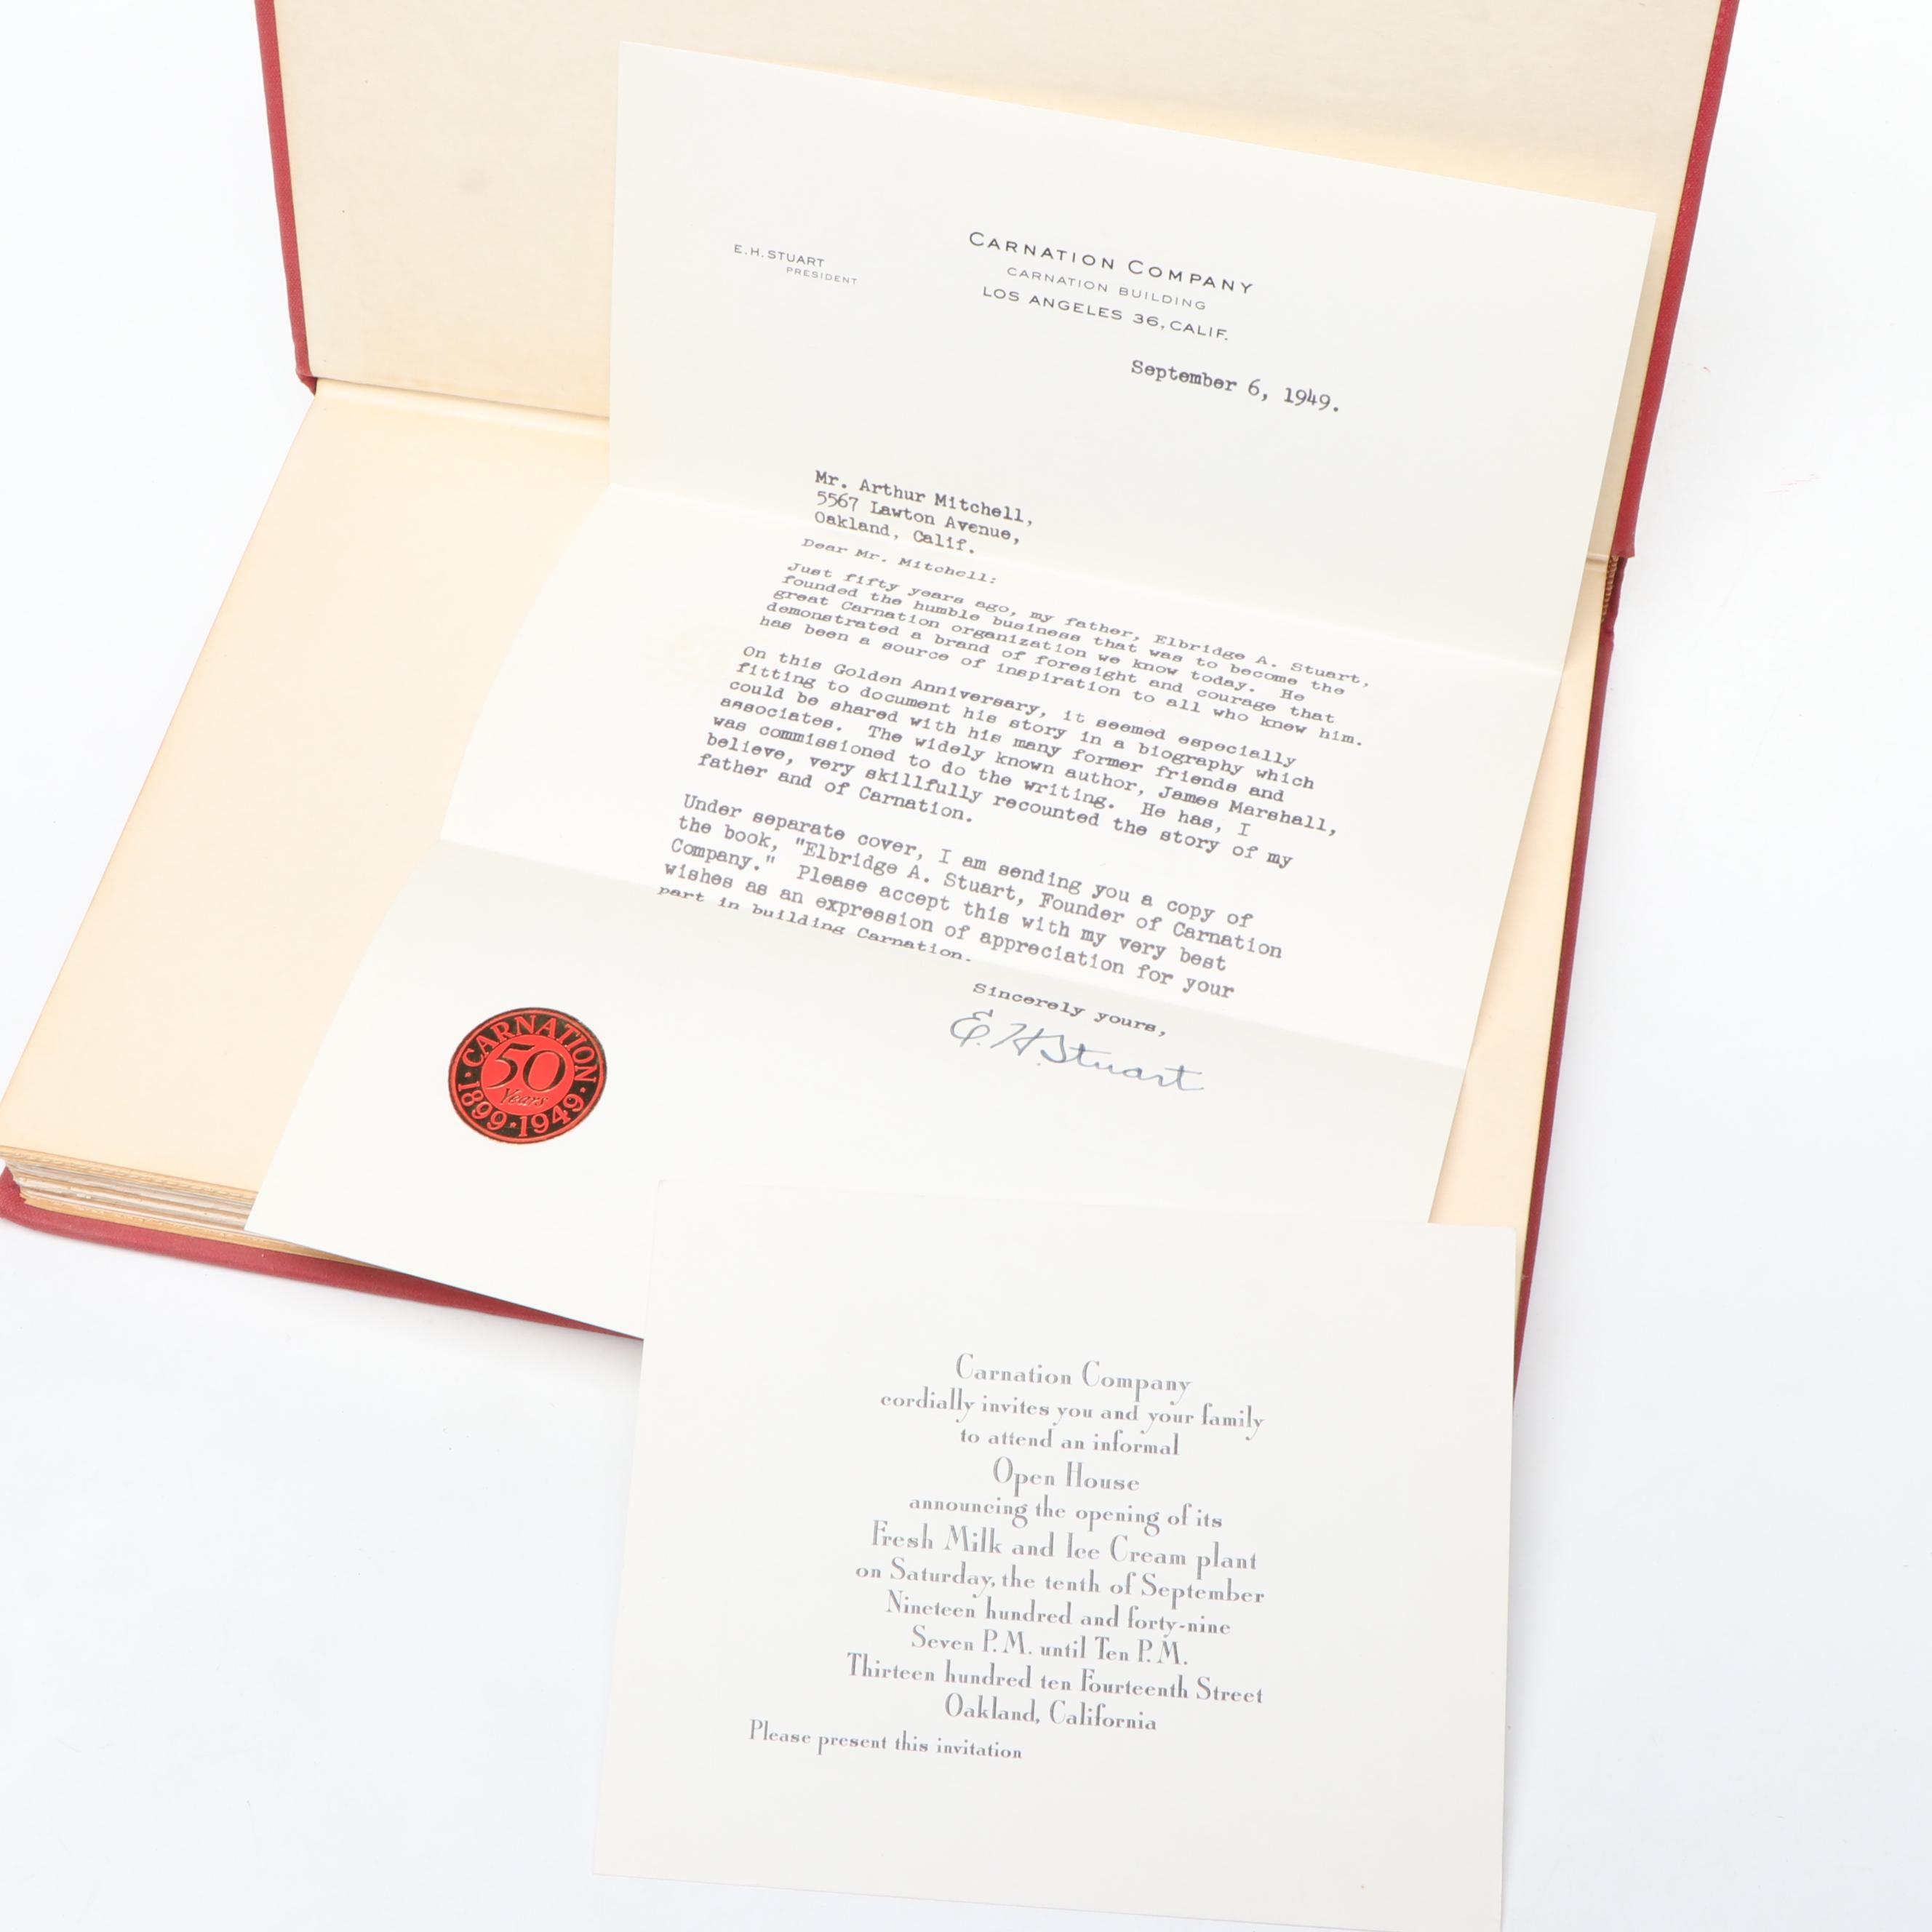 E. H. STUART
PRESIDENT
CARNATION COMPANY
CARNATION BUILDING
LOS ANGELES 36, CALIF.
September 6, 1949.
Mr. Arthur Mitchell,
5567 Lawton Avenue,
Oakland, Calif.
Dear Mr. Mitchell:
Just fifty years ago, my father, Elbridge A. Stuart,
founded the humble business that was to become the
great Carnation organization we know today. He
demonstrated a brand of foresight and courage that
has been a source of inspiration to all who knew him.
On this Golden Anniversary, it seemed especially
fitting to document his story in a biography which
could be shared with his many former friends and
associates. The widely known author, James Marshall,
was commissioned to do the writing. He has, I
believe, very skillfully recounted the story of my
father and of Carnation.
Under separate cover, I am sending you a copy of
the book, "Elbridge A. Stuart, Founder of Carnation
Company." Please accept this with my very best
wishes as an expression of appreciation for your
part in building Carnation.
Sincerely yours,
E. H. Stuart
CARNATION
50
Years
1899 · 1949
Carnation Company
cordially invites you and your family
to attend an informal
Open House
announcing the opening of its
Fresh Milk and Ice Cream plant
on Saturday, the tenth of September
Nineteen hundred and forty-nine
Seven P.M. until Ten P.M.
Thirteen hundred ten Fourteenth Street
Oakland, California
Please present this invitation